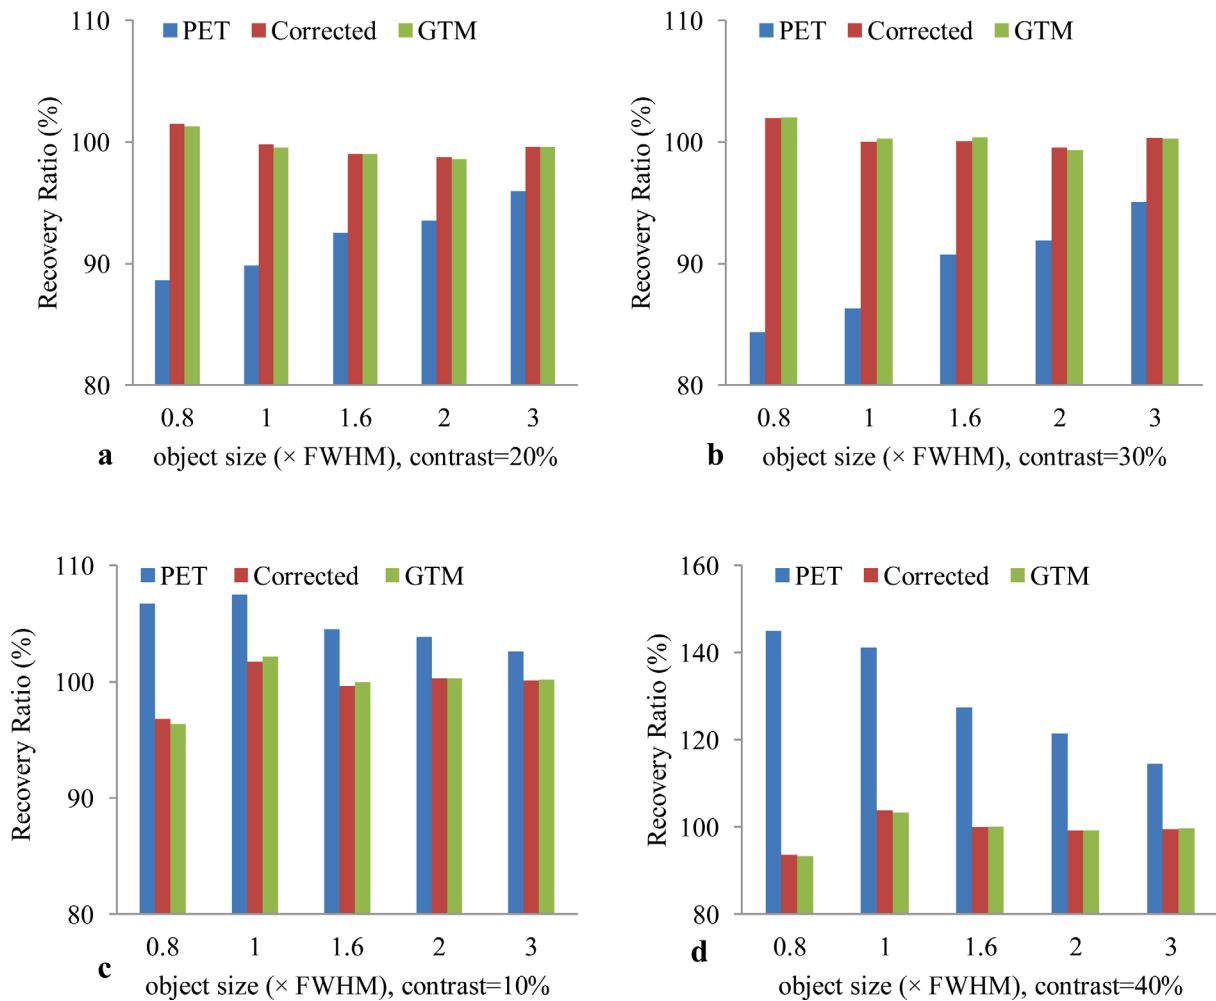 110
PET Corrected GTM
100
90
80
Recovery Ratio (%)
0.8 1 1.6 2 3
a object size (× FWHM), contrast=20%
110
PET Corrected GTM
100
90
80
Recovery Ratio (%)
0.8 1 1.6 2 3
b object size (× FWHM), contrast=30%
110
PET Corrected GTM
100
90
80
Recovery Ratio (%)
0.8 1 1.6 2 3
c object size (× FWHM), contrast=10%
160
PET Corrected GTM
140
120
100
80
Recovery Ratio (%)
0.8 1 1.6 2 3
d object size (× FWHM), contrast=40%